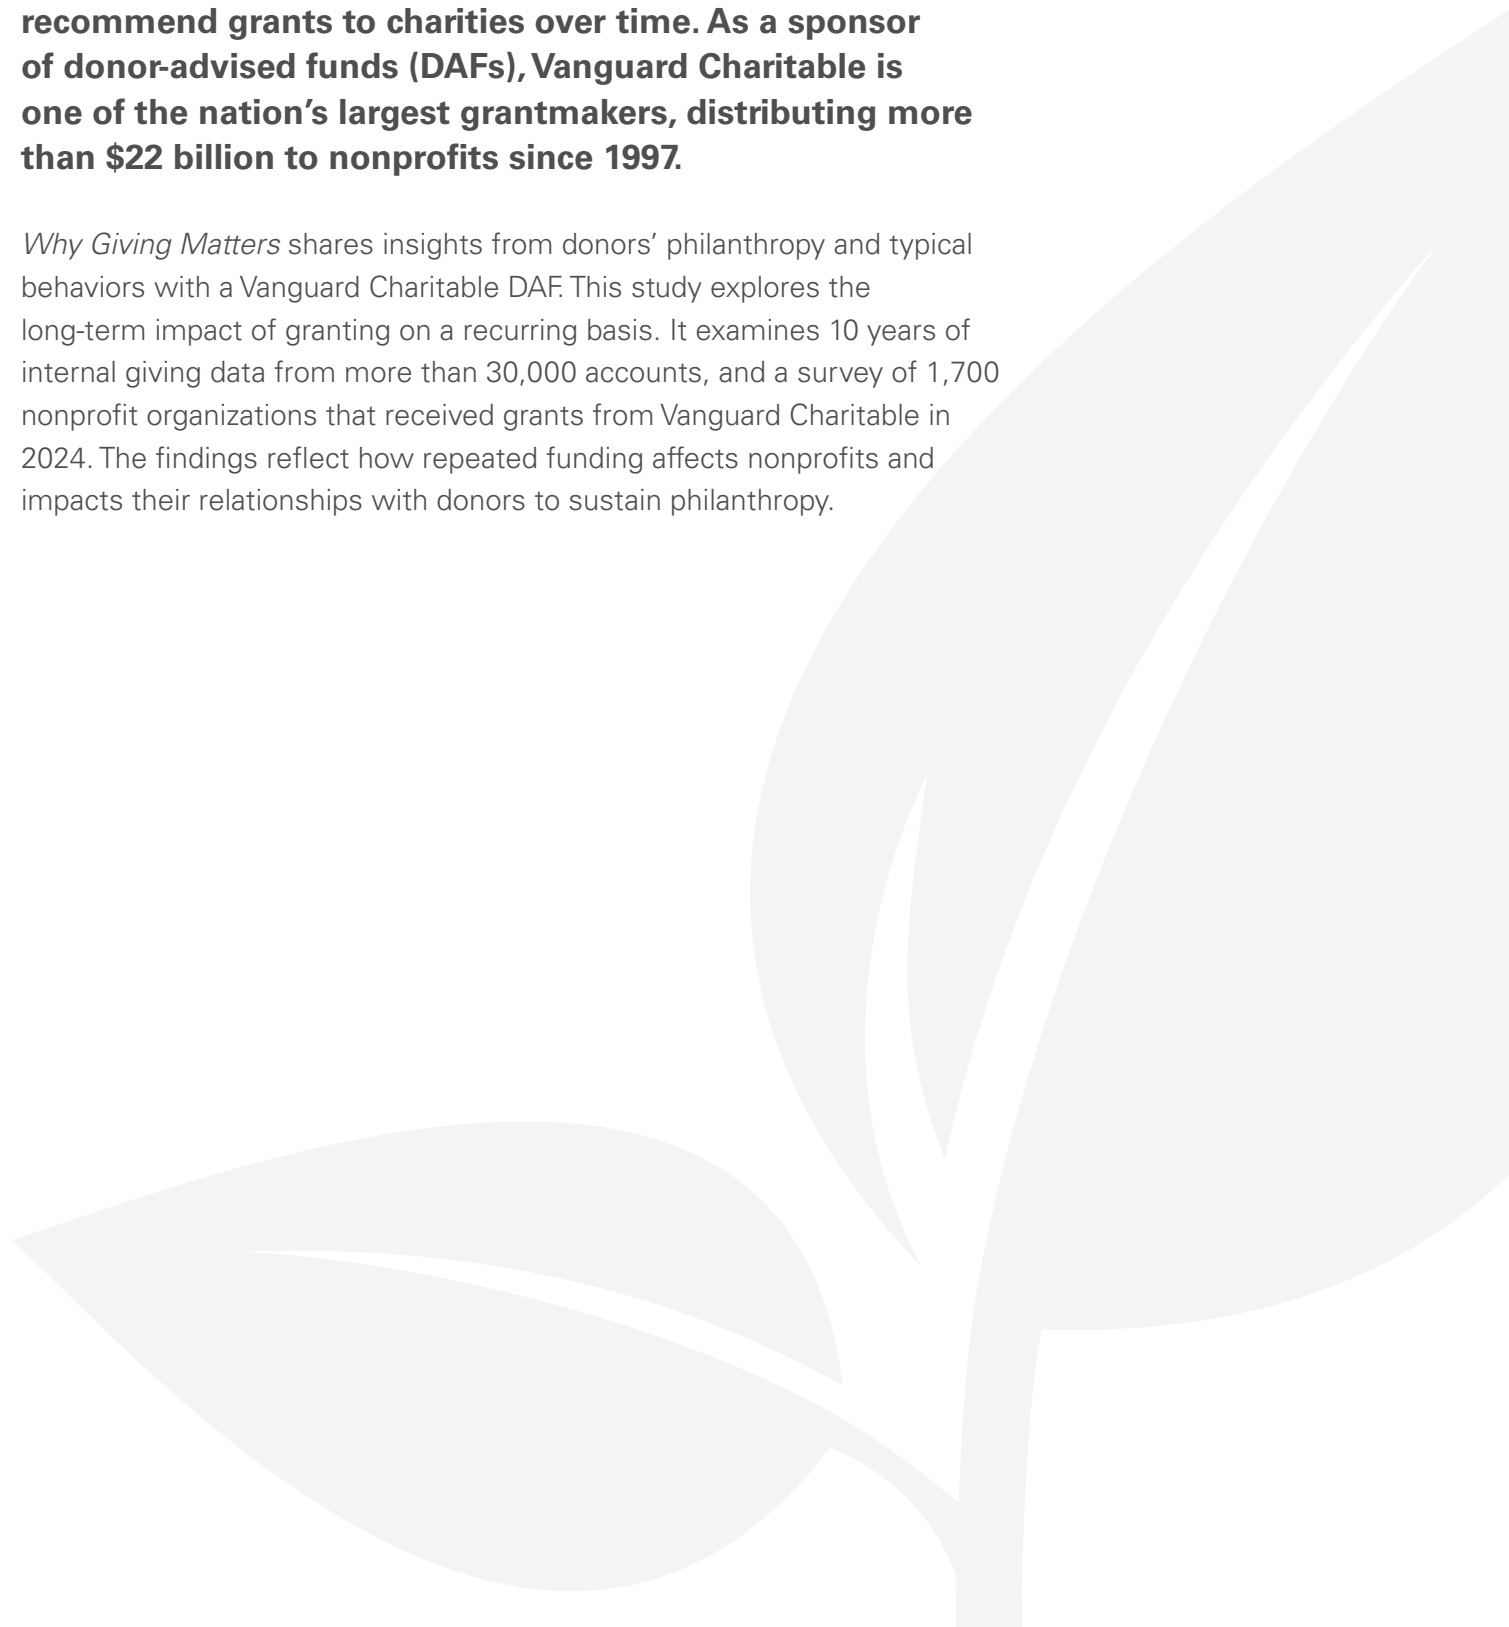 recommend grants to charities over time. As a sponsor
of donor-advised funds (DAFs), Vanguard Charitable is
one of the nation’s largest grantmakers, distributing more
than $22 billion to nonprofits since 1997.
Why Giving Matters shares insights from donors’ philanthropy and typical
behaviors with a Vanguard Charitable DAF. This study explores the
long-term impact of granting on a recurring basis. It examines 10 years of
internal giving data from more than 30,000 accounts, and a survey of 1,700
nonprofit organizations that received grants from Vanguard Charitable in
2024. The findings reflect how repeated funding affects nonprofits and
impacts their relationships with donors to sustain philanthropy.